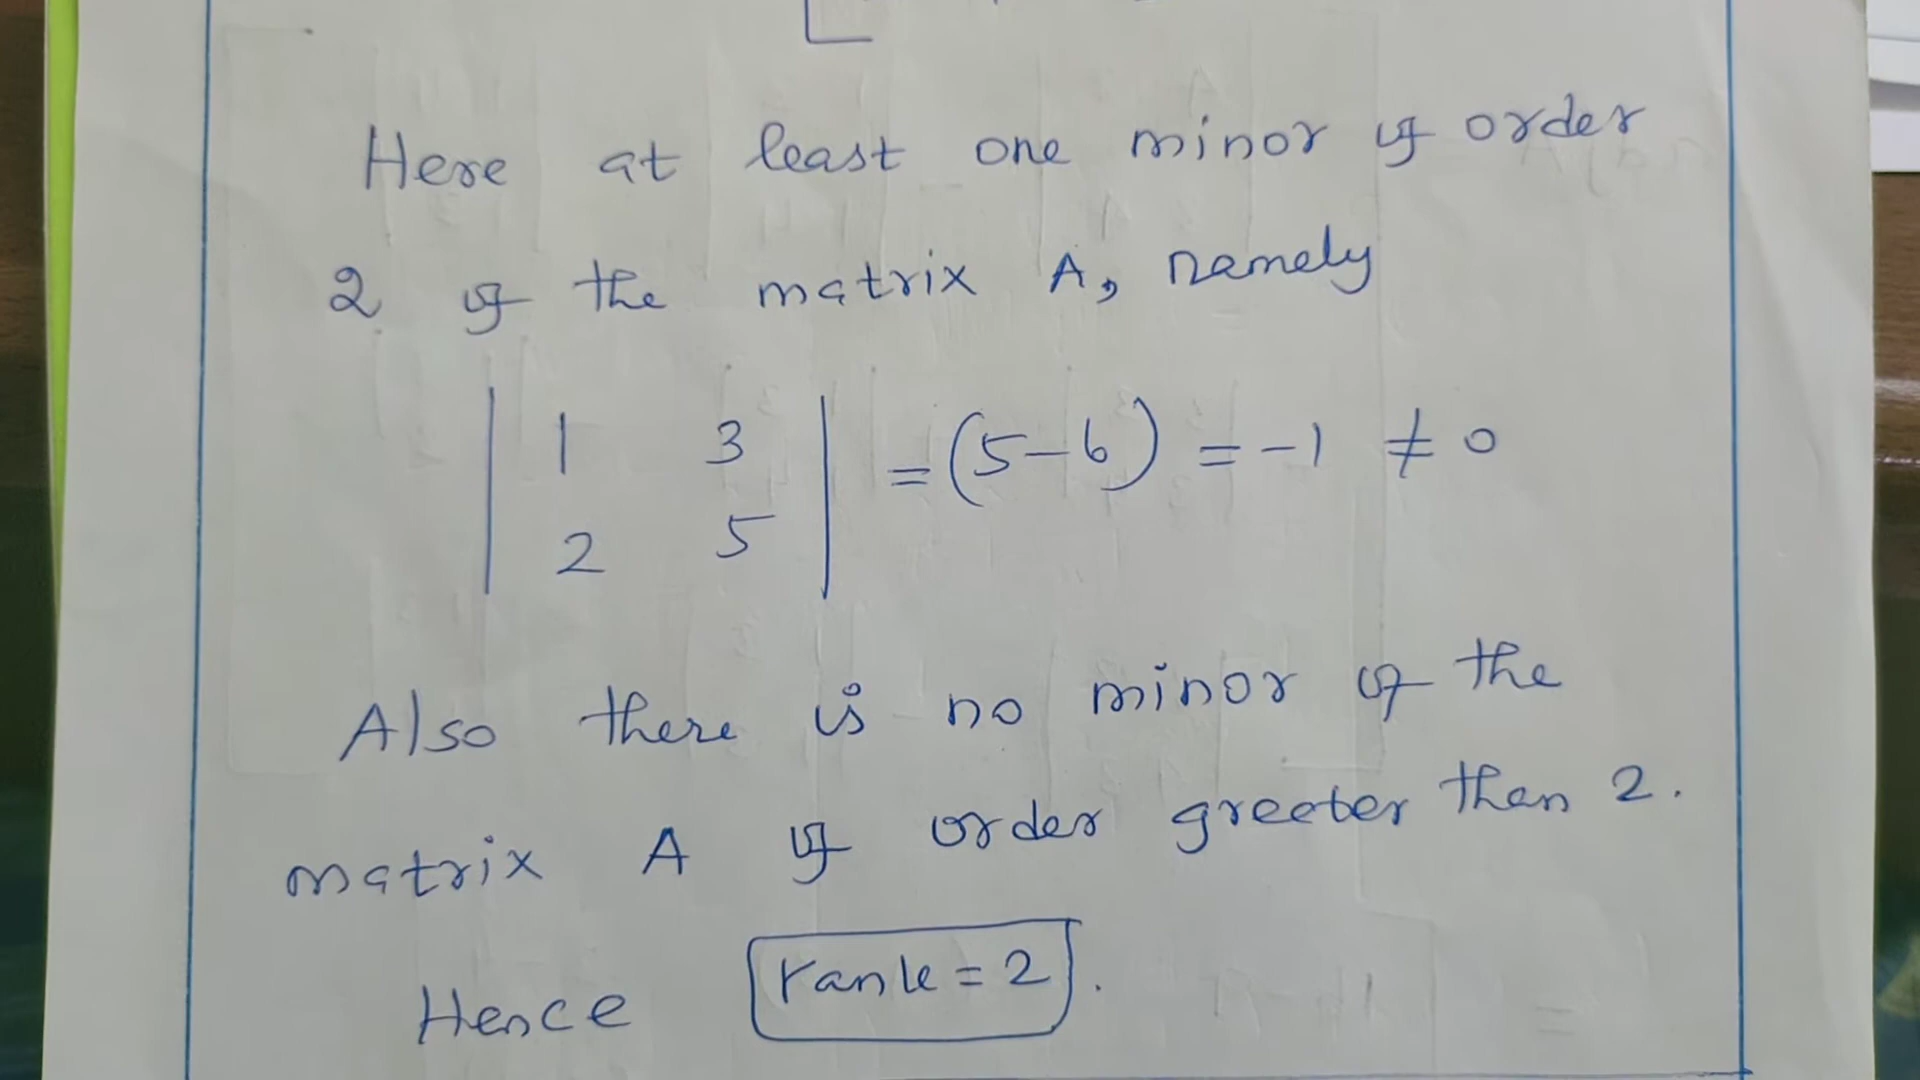 Here at least one minor of order
2 of the matrix A, namely
| 1 3 | = (5-6) = -1 ≠ 0
| 2 5 |
Also there is no minor of the
matrix A of order greater than 2.
Hence rank = 2.